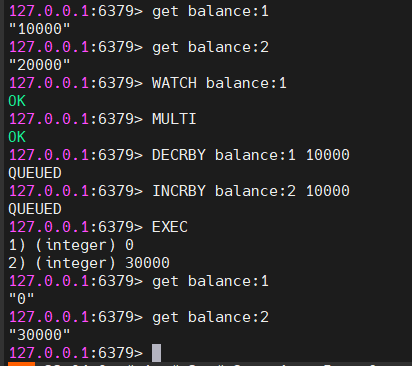 127.0.0.1:6379> get balance:1
"10000"
127.0.0.1:6379> get balance:2
"20000"
127.0.0.1:6379> WATCH balance:1
OK
127.0.0.1:6379> MULTI
OK
127.0.0.1:6379> DECRBY balance:1 10000
QUEUED
127.0.0.1:6379> INCRBY balance:2 10000
QUEUED
127.0.0.1:6379> EXEC
1) (integer) 0
2) (integer) 30000
127.0.0.1:6379> get balance:1
"0"
127.0.0.1:6379> get balance:2
"30000"
127.0.0.1:6379>